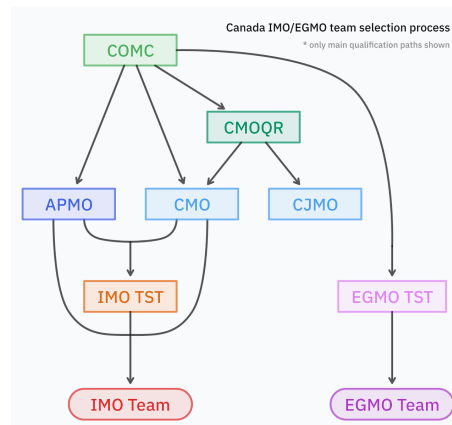 Canada IMO/EGMO team selection process
* only main qualification paths shown
COMC
CMOQR
APMO
CMO
CJMO
IMO TST
EGMO TST
IMO Team
EGMO Team